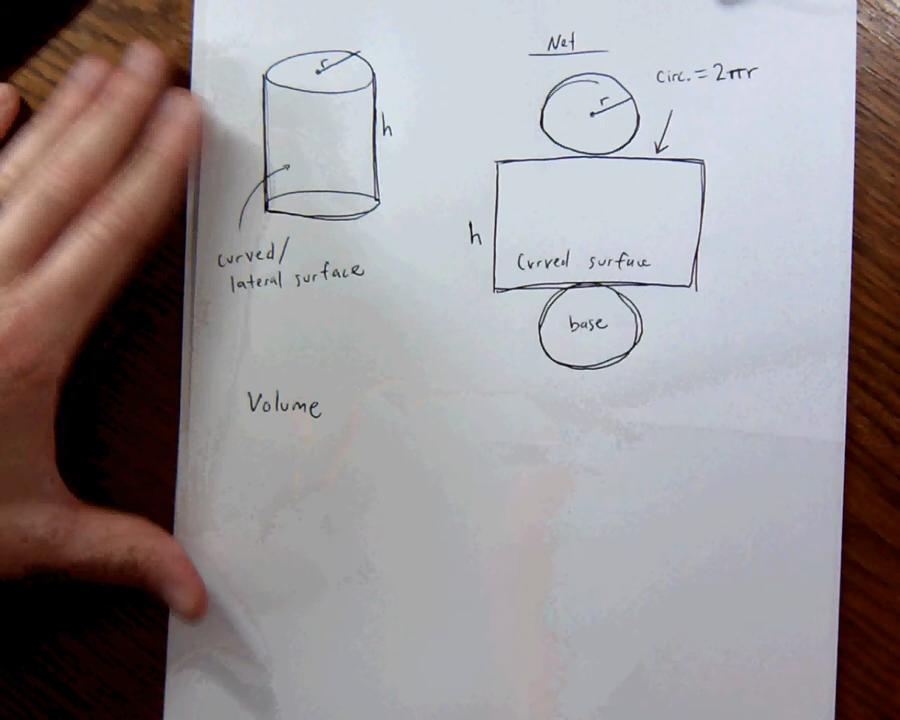 r
h
curved/
lateral surface
Net
circ. = 2πr
r
h
Curved surface
base
Volume